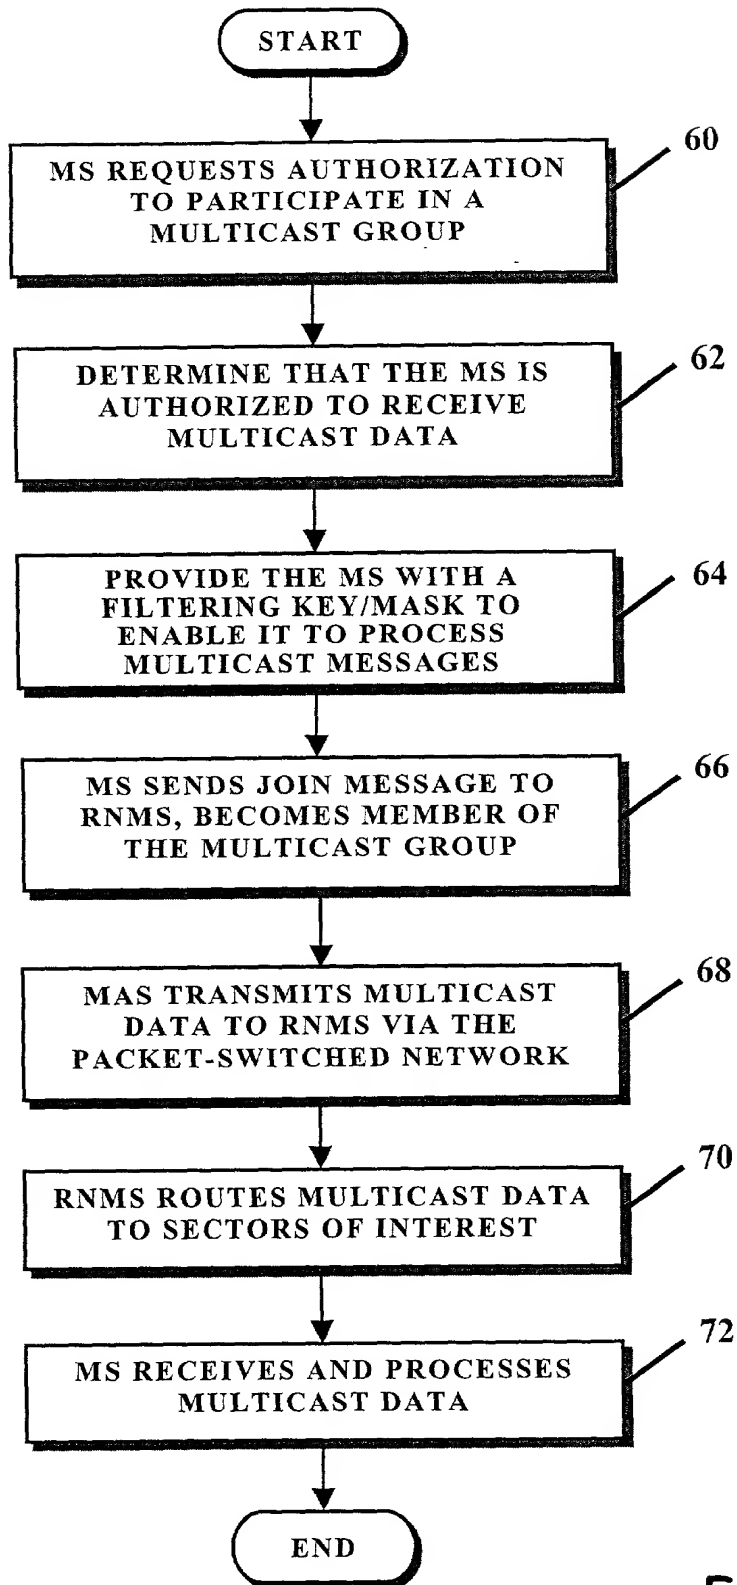 START
60
MS REQUESTS AUTHORIZATION
TO PARTICIPATE IN A
MULTICAST GROUP
62
DETERMINE THAT THE MS IS
AUTHORIZED TO RECEIVE
MULTICAST DATA
64
PROVIDE THE MS WITH A
FILTERING KEY/MASK TO
ENABLE IT TO PROCESS
MULTICAST MESSAGES
66
MS SENDS JOIN MESSAGE TO
RNMS, BECOMES MEMBER OF
THE MULTICAST GROUP
68
MAS TRANSMITS MULTICAST
DATA TO RNMS VIA THE
PACKET-SWITCHED NETWORK
70
RNMS ROUTES MULTICAST DATA
TO SECTORS OF INTEREST
72
MS RECEIVES AND PROCESSES
MULTICAST DATA
END